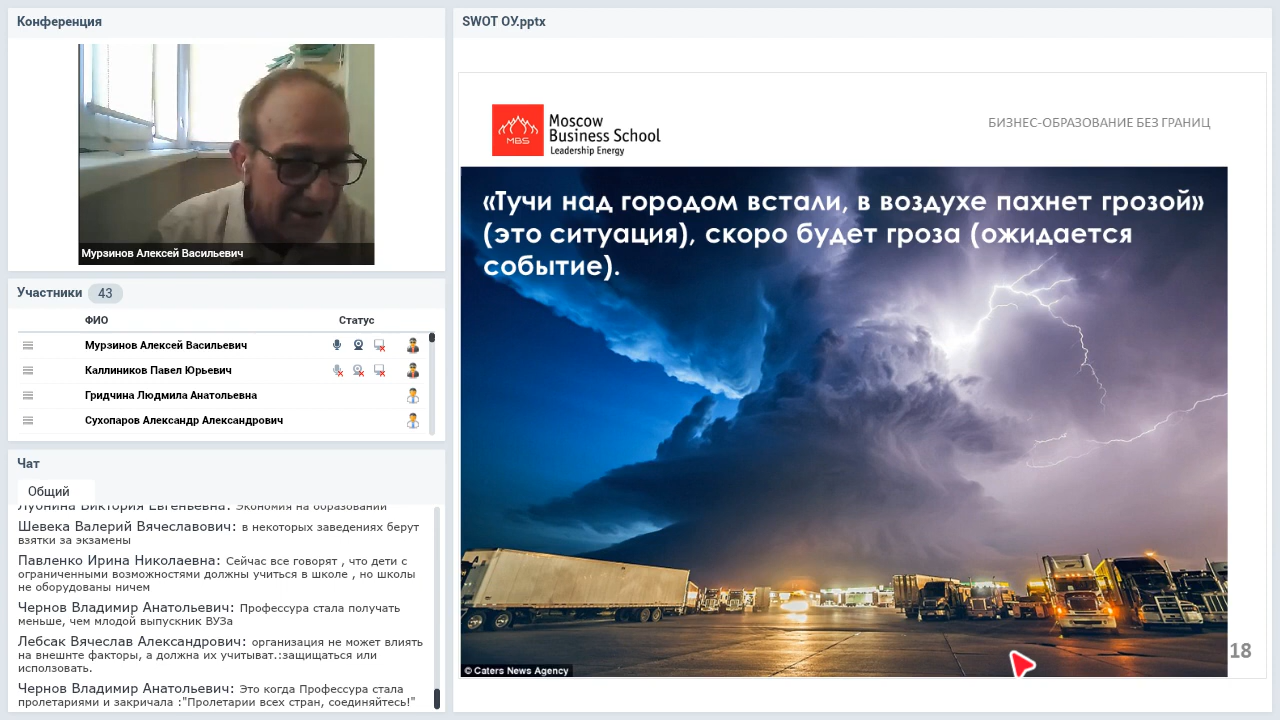 Конференция
Мурзинов Алексей Васильевич
Участники 43
ФИО Статус
Мурзинов Алексей Васильевич
Каллиников Павел Юрьевич
Гридчина Людмила Анатольевна
Сухопаров Александр Александрович
Чат
Общий
Виктория Евгеньевна: Экономия на образовании
Шевека Валерий Вячеславович: в некоторых заведениях берут
взятки за экзамены
Павленко Ирина Николаевна: Сейчас все говорят , что дети с
ограниченными возможностями должны учиться в школе , но школы
не оборудованы ничем
Чернов Владимир Анатольевич: Профессура стала получать
меньше, чем молодой выпускник ВУЗа
Лебсак Вячеслав Александрович: организация не может влиять
на внешнте факторы, а должна их учитыват.:защищаться или
исползовать.
Чернов Владимир Анатольевич: Это когда Профессура стала
пролетариями и закричала :"Пролетарии всех стран, соединяйтесь!"
SWOT ОУ.pptx
MBS
Moscow
Business School
Leadership Energy
БИЗНЕС-ОБРАЗОВАНИЕ БЕЗ ГРАНИЦ
«Тучи над городом встали, в воздухе пахнет грозой»
(это ситуация), скоро будет гроза (ожидается
событие).
© Caters News Agency
18